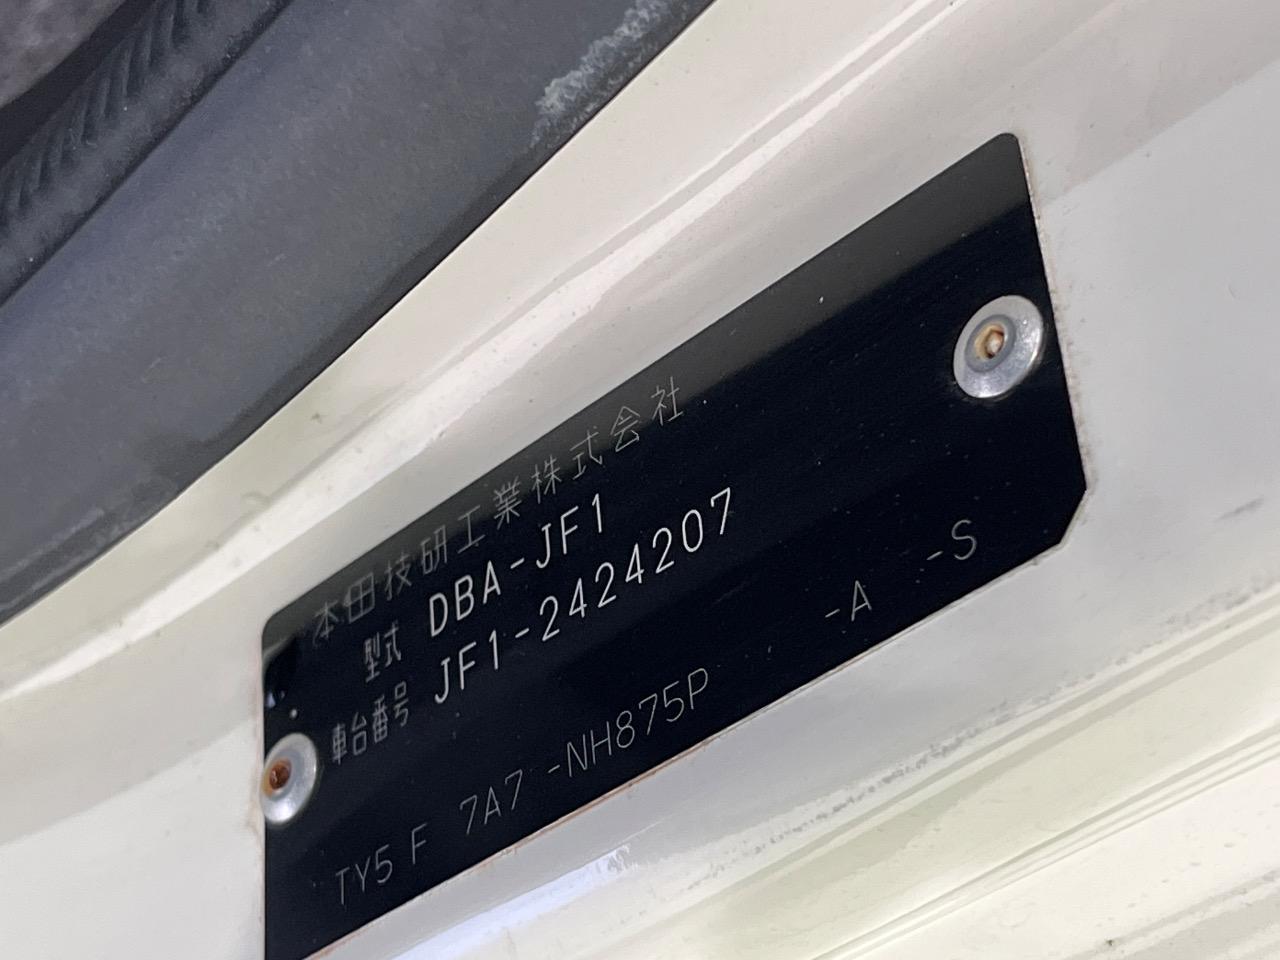 本田技研工業株式会社
型式 DBA-JF1
車台番号 JF1-2424207
TY5 F 7A7 -NH875P -A -S